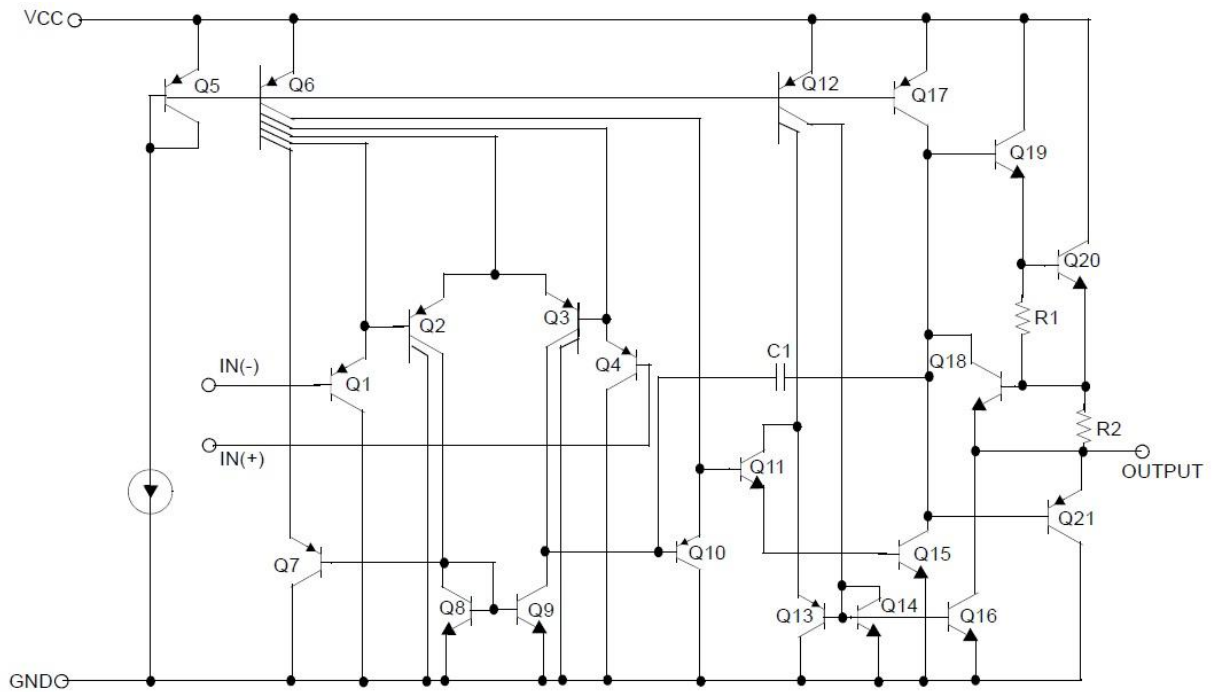 VCC
Q5
Q6
Q12
Q17
Q19
Q20
Q2
Q3
R1
C1
Q18
Q4
IN(-)
Q1
IN(+)
R2
Q11
OUTPUT
Q21
Q7
Q10
Q15
Q8
Q9
Q13
Q14
Q16
GND